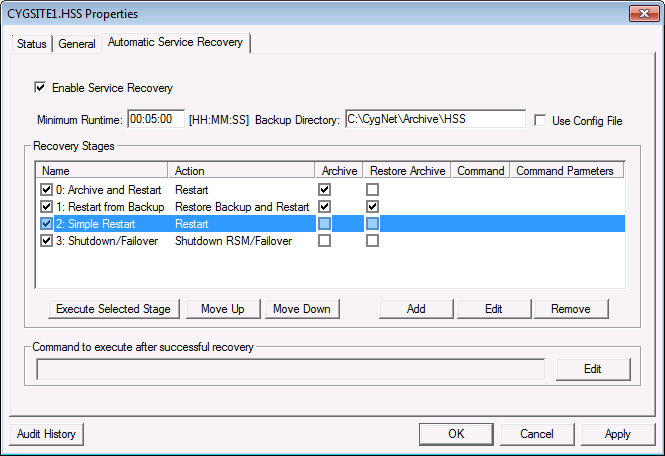 CYGSITE1.HSS Properties
Status General Automatic Service Recovery
Enable Service Recovery
Minimum Runtime: 00:05:00 [HH:MM:SS] Backup Directory: C:\CygNet\Archive\HSS Use Config File
Recovery Stages
Name Action Archive Restore Archive Command Command Pameters
0: Archive and Restart Restart
1: Restart from Backup Restore Backup and Restart
2: Simple Restart Restart
3: Shutdown/Failover Shutdown RSM/Failover
Execute Selected Stage Move Up Move Down Add Edit Remove
Command to execute after successful recovery
Edit
Audit History OK Cancel Apply